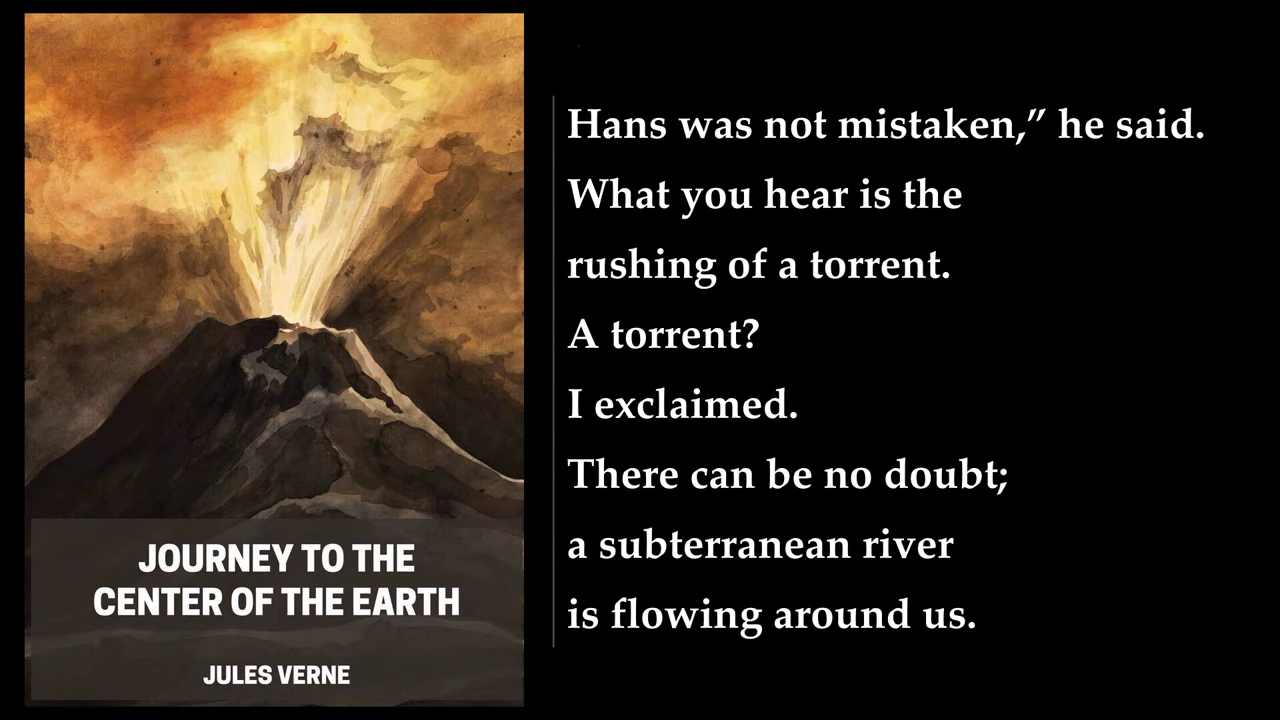 JOURNEY TO THE
CENTER OF THE EARTH
JULES VERNE
Hans was not mistaken,” he said.
What you hear is the
rushing of a torrent.
A torrent?
I exclaimed.
There can be no doubt;
a subterranean river
is flowing around us.